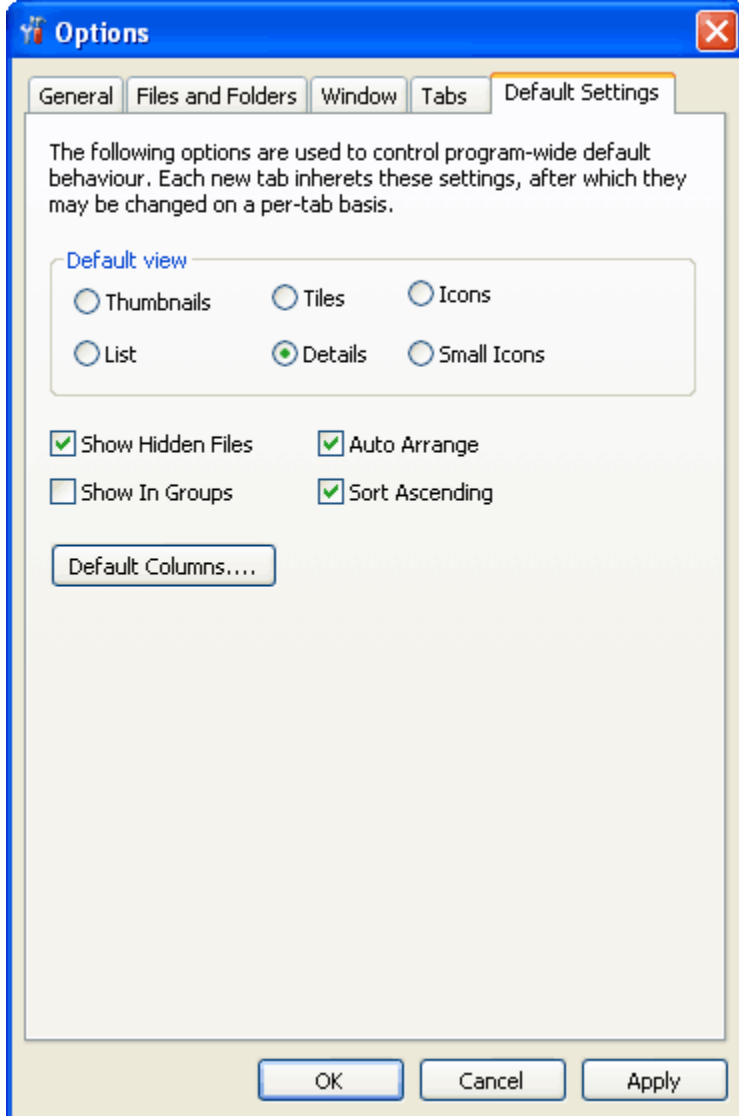 Options
General Files and Folders Window Tabs Default Settings
The following options are used to control program-wide default
behaviour. Each new tab inherets these settings, after which they
may be changed on a per-tab basis.
Default view
Thumbnails Tiles Icons
List Details Small Icons
Show Hidden Files Auto Arrange
Show In Groups Sort Ascending
Default Columns....
OK Cancel Apply